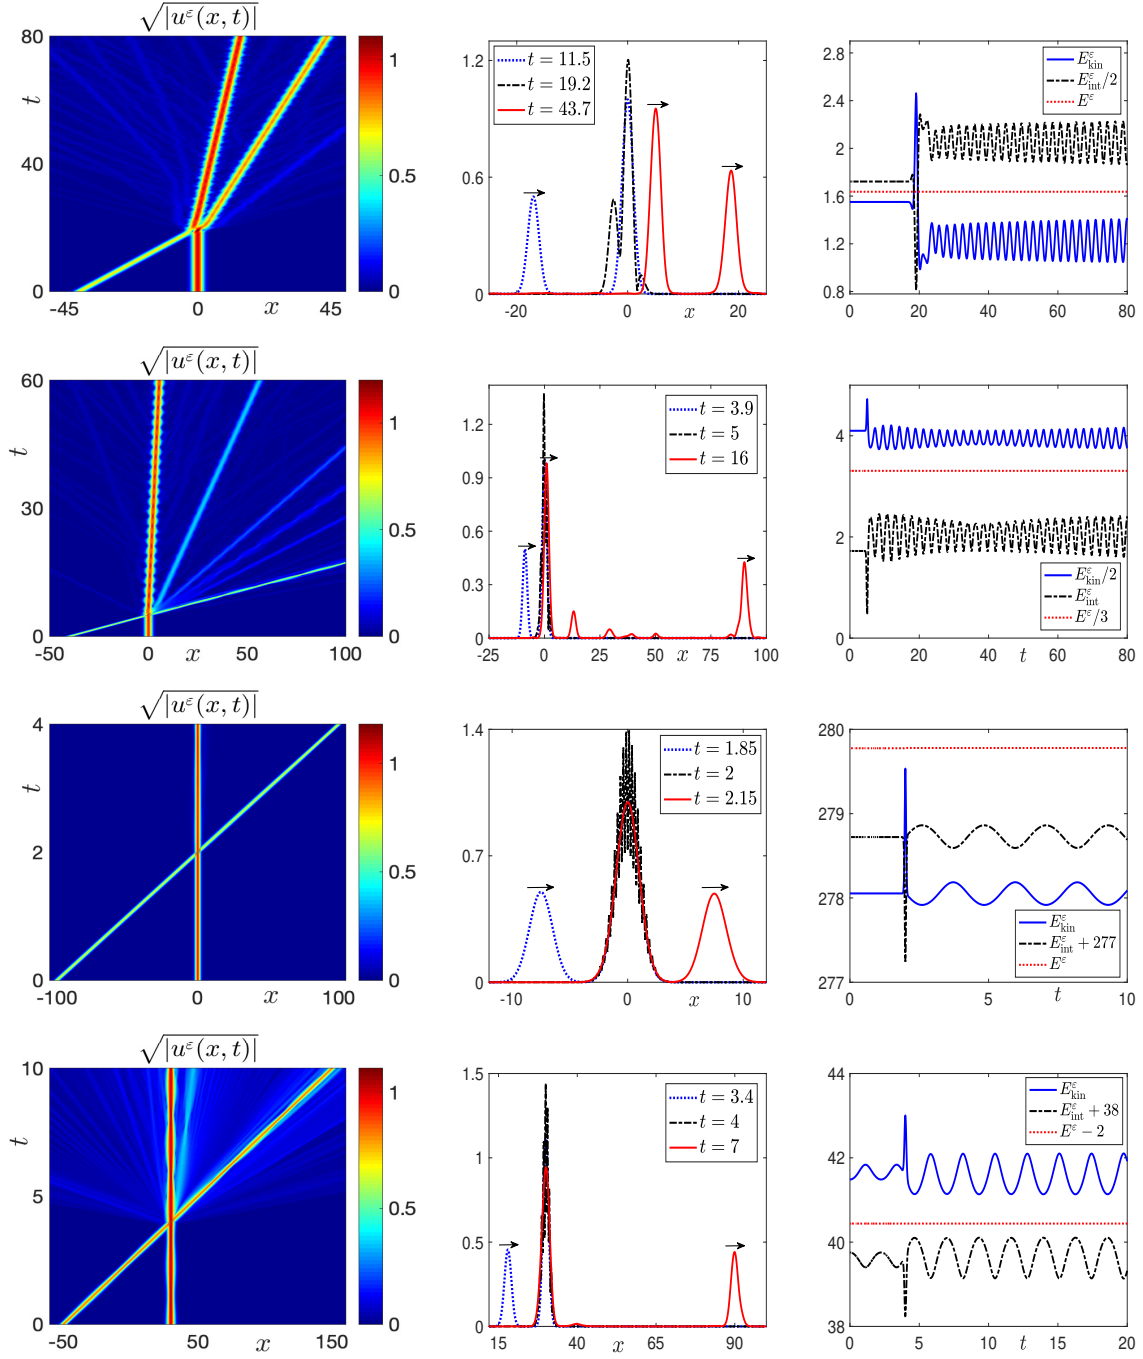 √|u^ε(x, t)|
80
40
0
t
-45
0
x
45
1
0.5
0
1.2
0.6
0
-20
0
x
20
t = 11.5
t = 19.2
t = 43.7
2.8
2.4
2
1.6
1.2
0.8
0
20
40
60
80
E^ε_kin
E^ε_int/2
E^ε
√|u^ε(x, t)|
60
30
0
t
-50
0
x
50
100
1
0.5
0
1.2
0.9
0.6
0.3
0
-25
0
25
50
x
75
100
t = 3.9
t = 5
t = 16
4
2
0
0
20
40
60
t
80
E^ε_kin/2
E^ε_int
E^ε/3
√|u^ε(x, t)|
4
2
0
t
-100
0
x
100
1
0.5
0
1.4
0.7
0
-10
0
x
10
t = 1.85
t = 2
t = 2.15
280
279
278
277
0
5
t
10
E^ε_kin
E^ε_int + 277
E^ε
√|u^ε(x, t)|
10
5
0
t
-50
50
x
150
1
0.5
0
1.5
1
0.5
0
15
40
65
x
90
t = 3.4
t = 4
t = 7
44
42
40
38
0
5
10
t
15
20
E^ε_kin
E^ε_int + 38
E^ε − 2